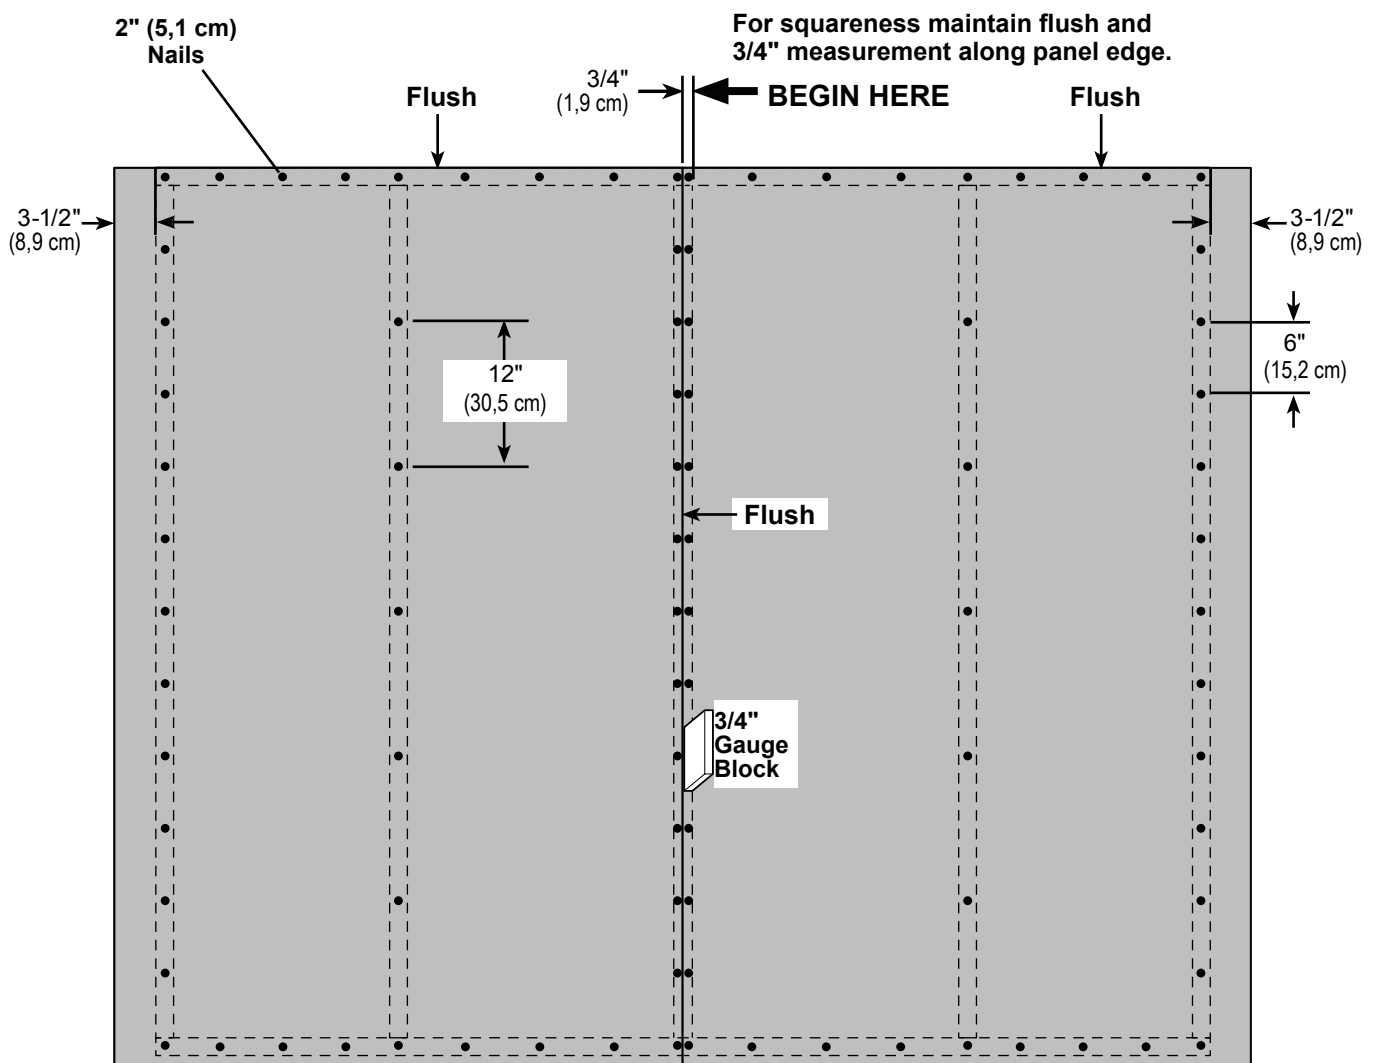 2" (5,1 cm)
Nails
For squareness maintain flush and
3/4" measurement along panel edge.
3/4"
(1,9 cm)
Flush
BEGIN HERE
Flush
3-1/2"
(8,9 cm)
3-1/2"
(8,9 cm)
12"
(30,5 cm)
6"
(15,2 cm)
Flush
3/4"
Gauge
Block